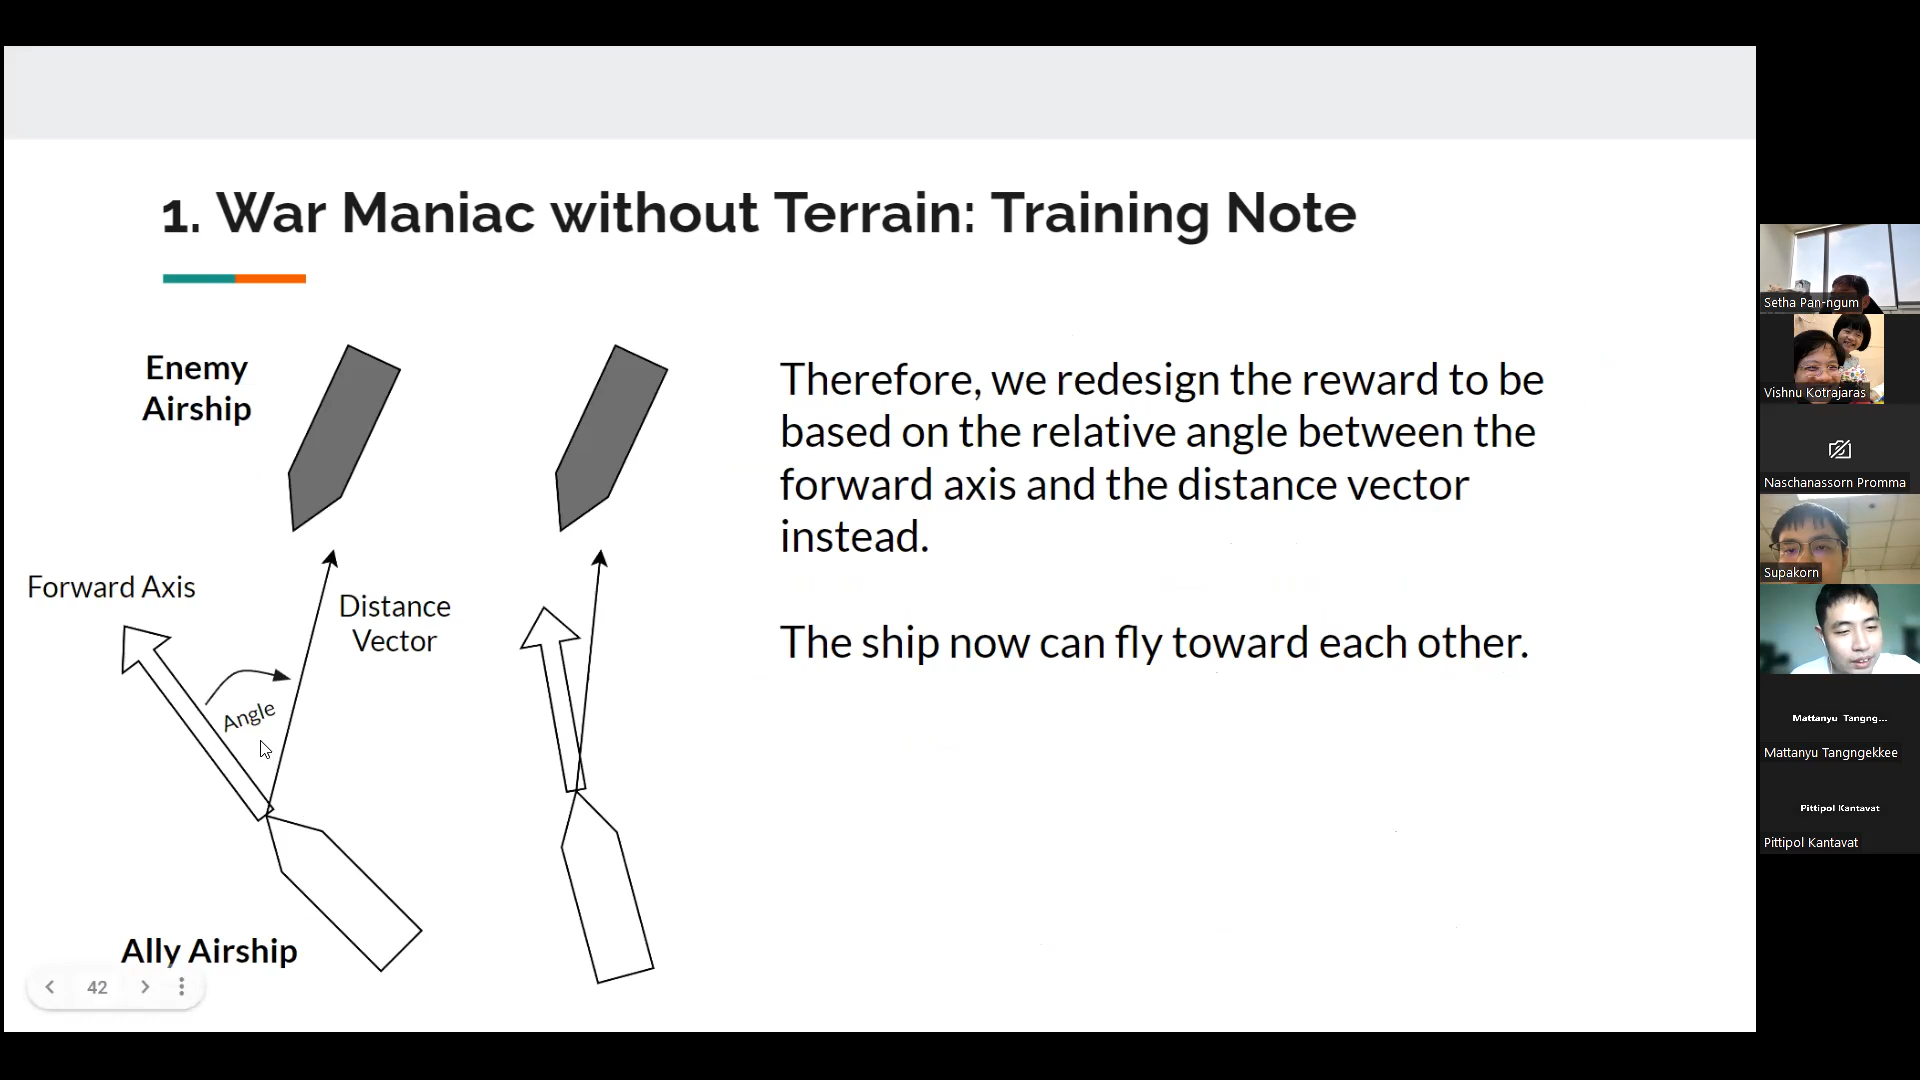 1. War Maniac without Terrain: Training Note
Enemy
Airship
Forward Axis
Distance
Vector
Angle
Ally Airship
Therefore, we redesign the reward to be
based on the relative angle between the
forward axis and the distance vector
instead.
The ship now can fly toward each other.
42
Setha Pan-ngum
Vishnu Kotrajaras
Naschanassorn Promma
Supakorn
Mattanyu Tangng...
Mattanyu Tangngekkee
Pittipol Kantavat
Pittipol Kantavat